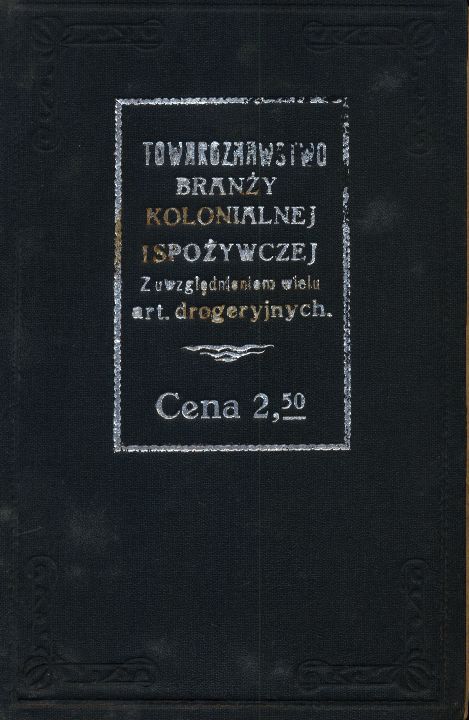 TOWAROZNAWSTWO
BRANŻY
KOLONIALNEJ
I SPOŻYWCZEJ
Z uwzględnieniem wielu
art. drogeryjnych.
Cena 2,50